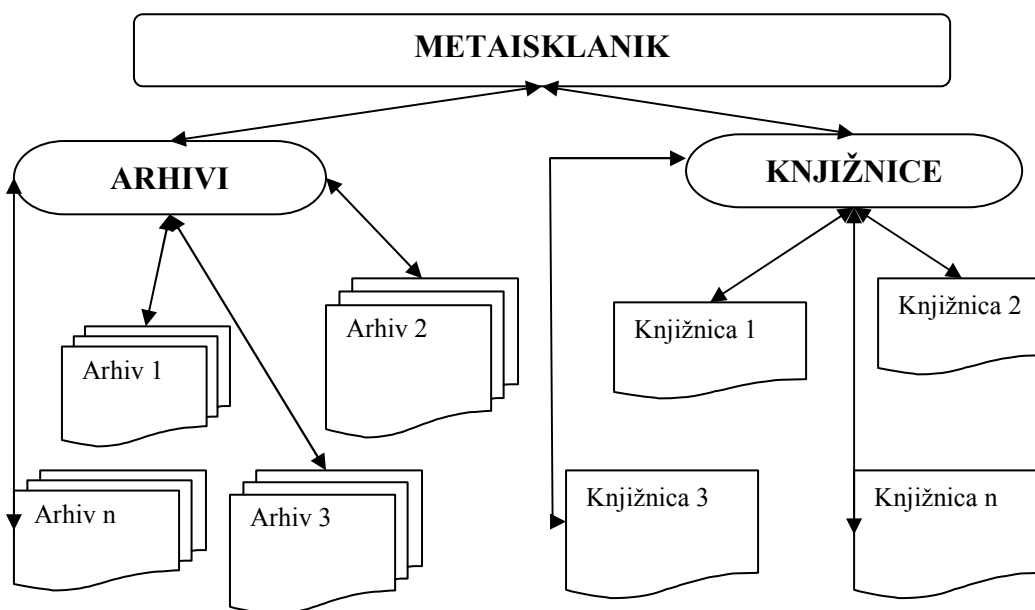 METAISKLANIK
ARHIVI
KNJIŽNICE
Arhiv 1
Arhiv 2
Knjižnica 1
Knjižnica 2
Arhiv n
Arhiv 3
Knjižnica 3
Knjižnica n